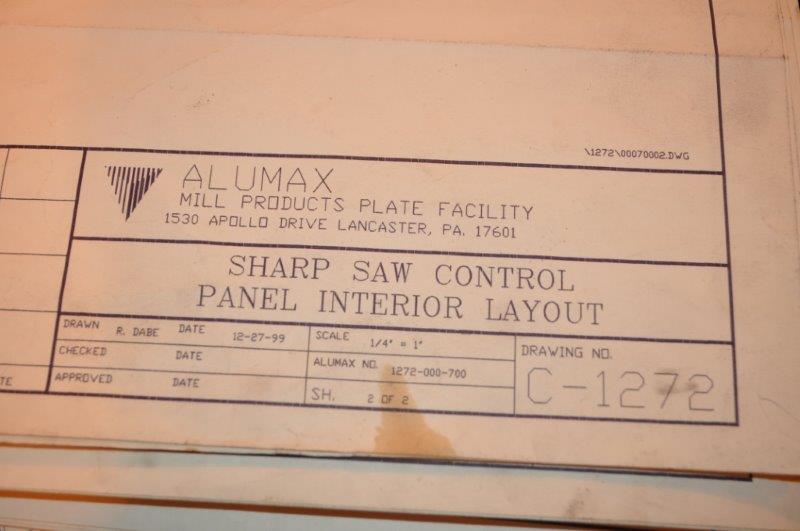 \1272\00070002.DWG
ALUMAX
MILL PRODUCTS PLATE FACILITY
1530 APOLLO DRIVE LANCASTER, PA. 17601
SHARP SAW CONTROL
PANEL INTERIOR LAYOUT
DRAWN R. DABE DATE 12-27-99
CHECKED DATE
APPROVED DATE
SCALE 1/4" = 1"
ALUMAX NO. 1272-000-700
SH. 2 OF 2
DRAWING NO.
C-1272
TE